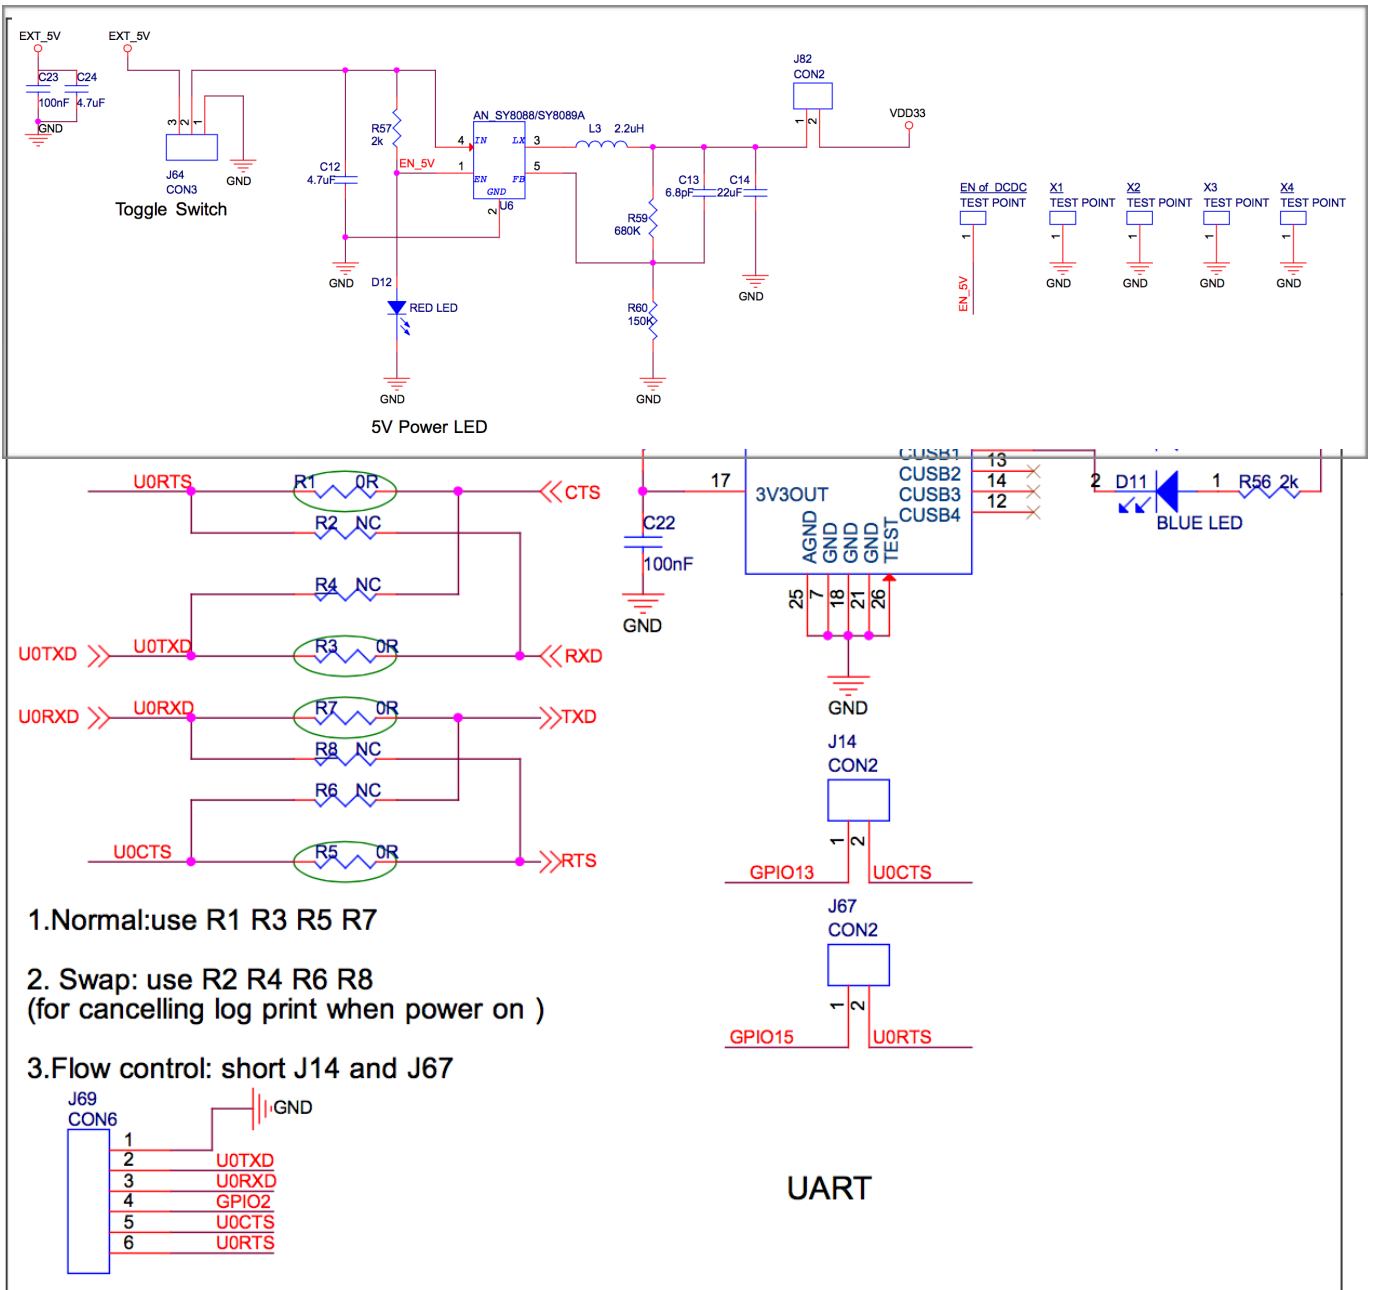 EXT_5V
EXT_5V
C23
C24
100nF
4.7uF
GND
3
2
1
J64
CON3
GND
Toggle Switch
C12
4.7uF
GND
R57
2k
EN_5V
AN_SY8088/SY8089A
4
IN
LX
3
1
EN
FB
5
GND
2
U6
L3
2.2uH
D12
RED LED
GND
5V Power LED
R59
680K
R60
150K
GND
C13
6.8pF
C14
22uF
GND
J82
CON2
1
2
VDD33
EN of DCDC
TEST POINT
1
EN_5V
X1
TEST POINT
1
GND
X2
TEST POINT
1
GND
X3
TEST POINT
1
GND
X4
TEST POINT
1
GND
U0RTS
R1
0R
CTS
R2
NC
R4
NC
U0TXD
U0TXD
R3
0R
RXD
U0RXD
U0RXD
R7
0R
TXD
R8
NC
R6
NC
U0CTS
R5
0R
RTS
17
3V3OUT
C22
100nF
GND
CUSB1
CUSB2
CUSB3
CUSB4
13
14
12
AGND
GND
GND
GND
TEST
25
7
18
21
26
GND
2
D11
1
R56
2k
BLUE LED
J14
CON2
1
2
GPIO13
U0CTS
J67
CON2
1
2
GPIO15
U0RTS
1.Normal:use R1 R3 R5 R7
2. Swap: use R2 R4 R6 R8
(for cancelling log print when power on )
3.Flow control: short J14 and J67
J69
CON6
GND
1
2
U0TXD
3
U0RXD
4
GPIO2
5
U0CTS
6
U0RTS
UART